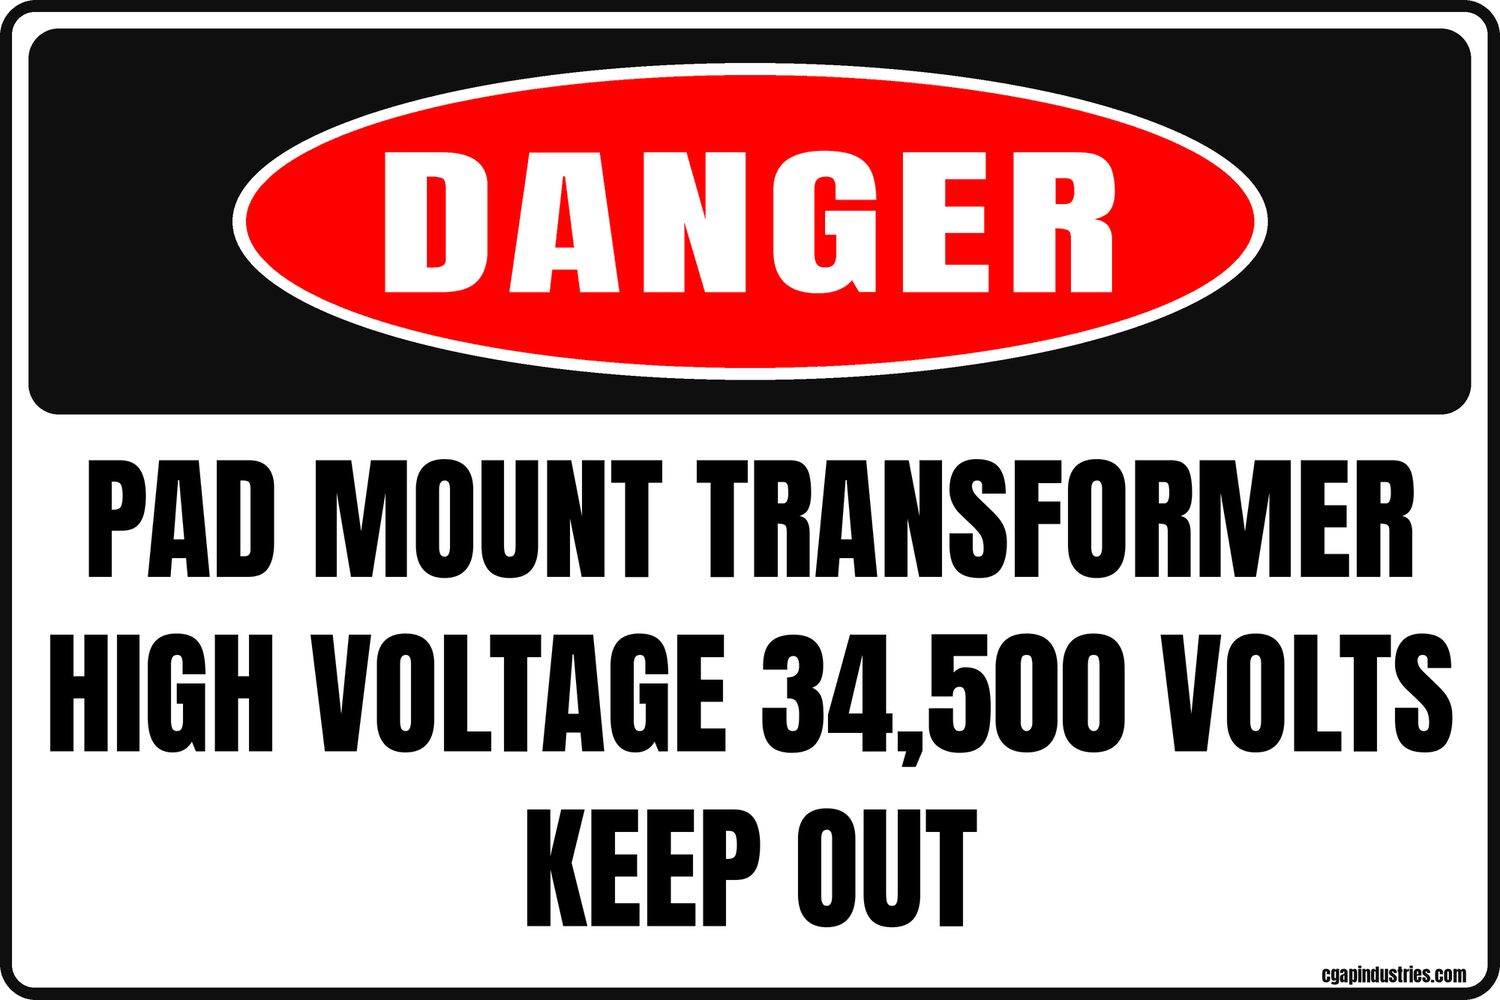 DANGER
PAD MOUNT TRANSFORMER
HIGH VOLTAGE 34,500 VOLTS
KEEP OUT
cgapindustries.com